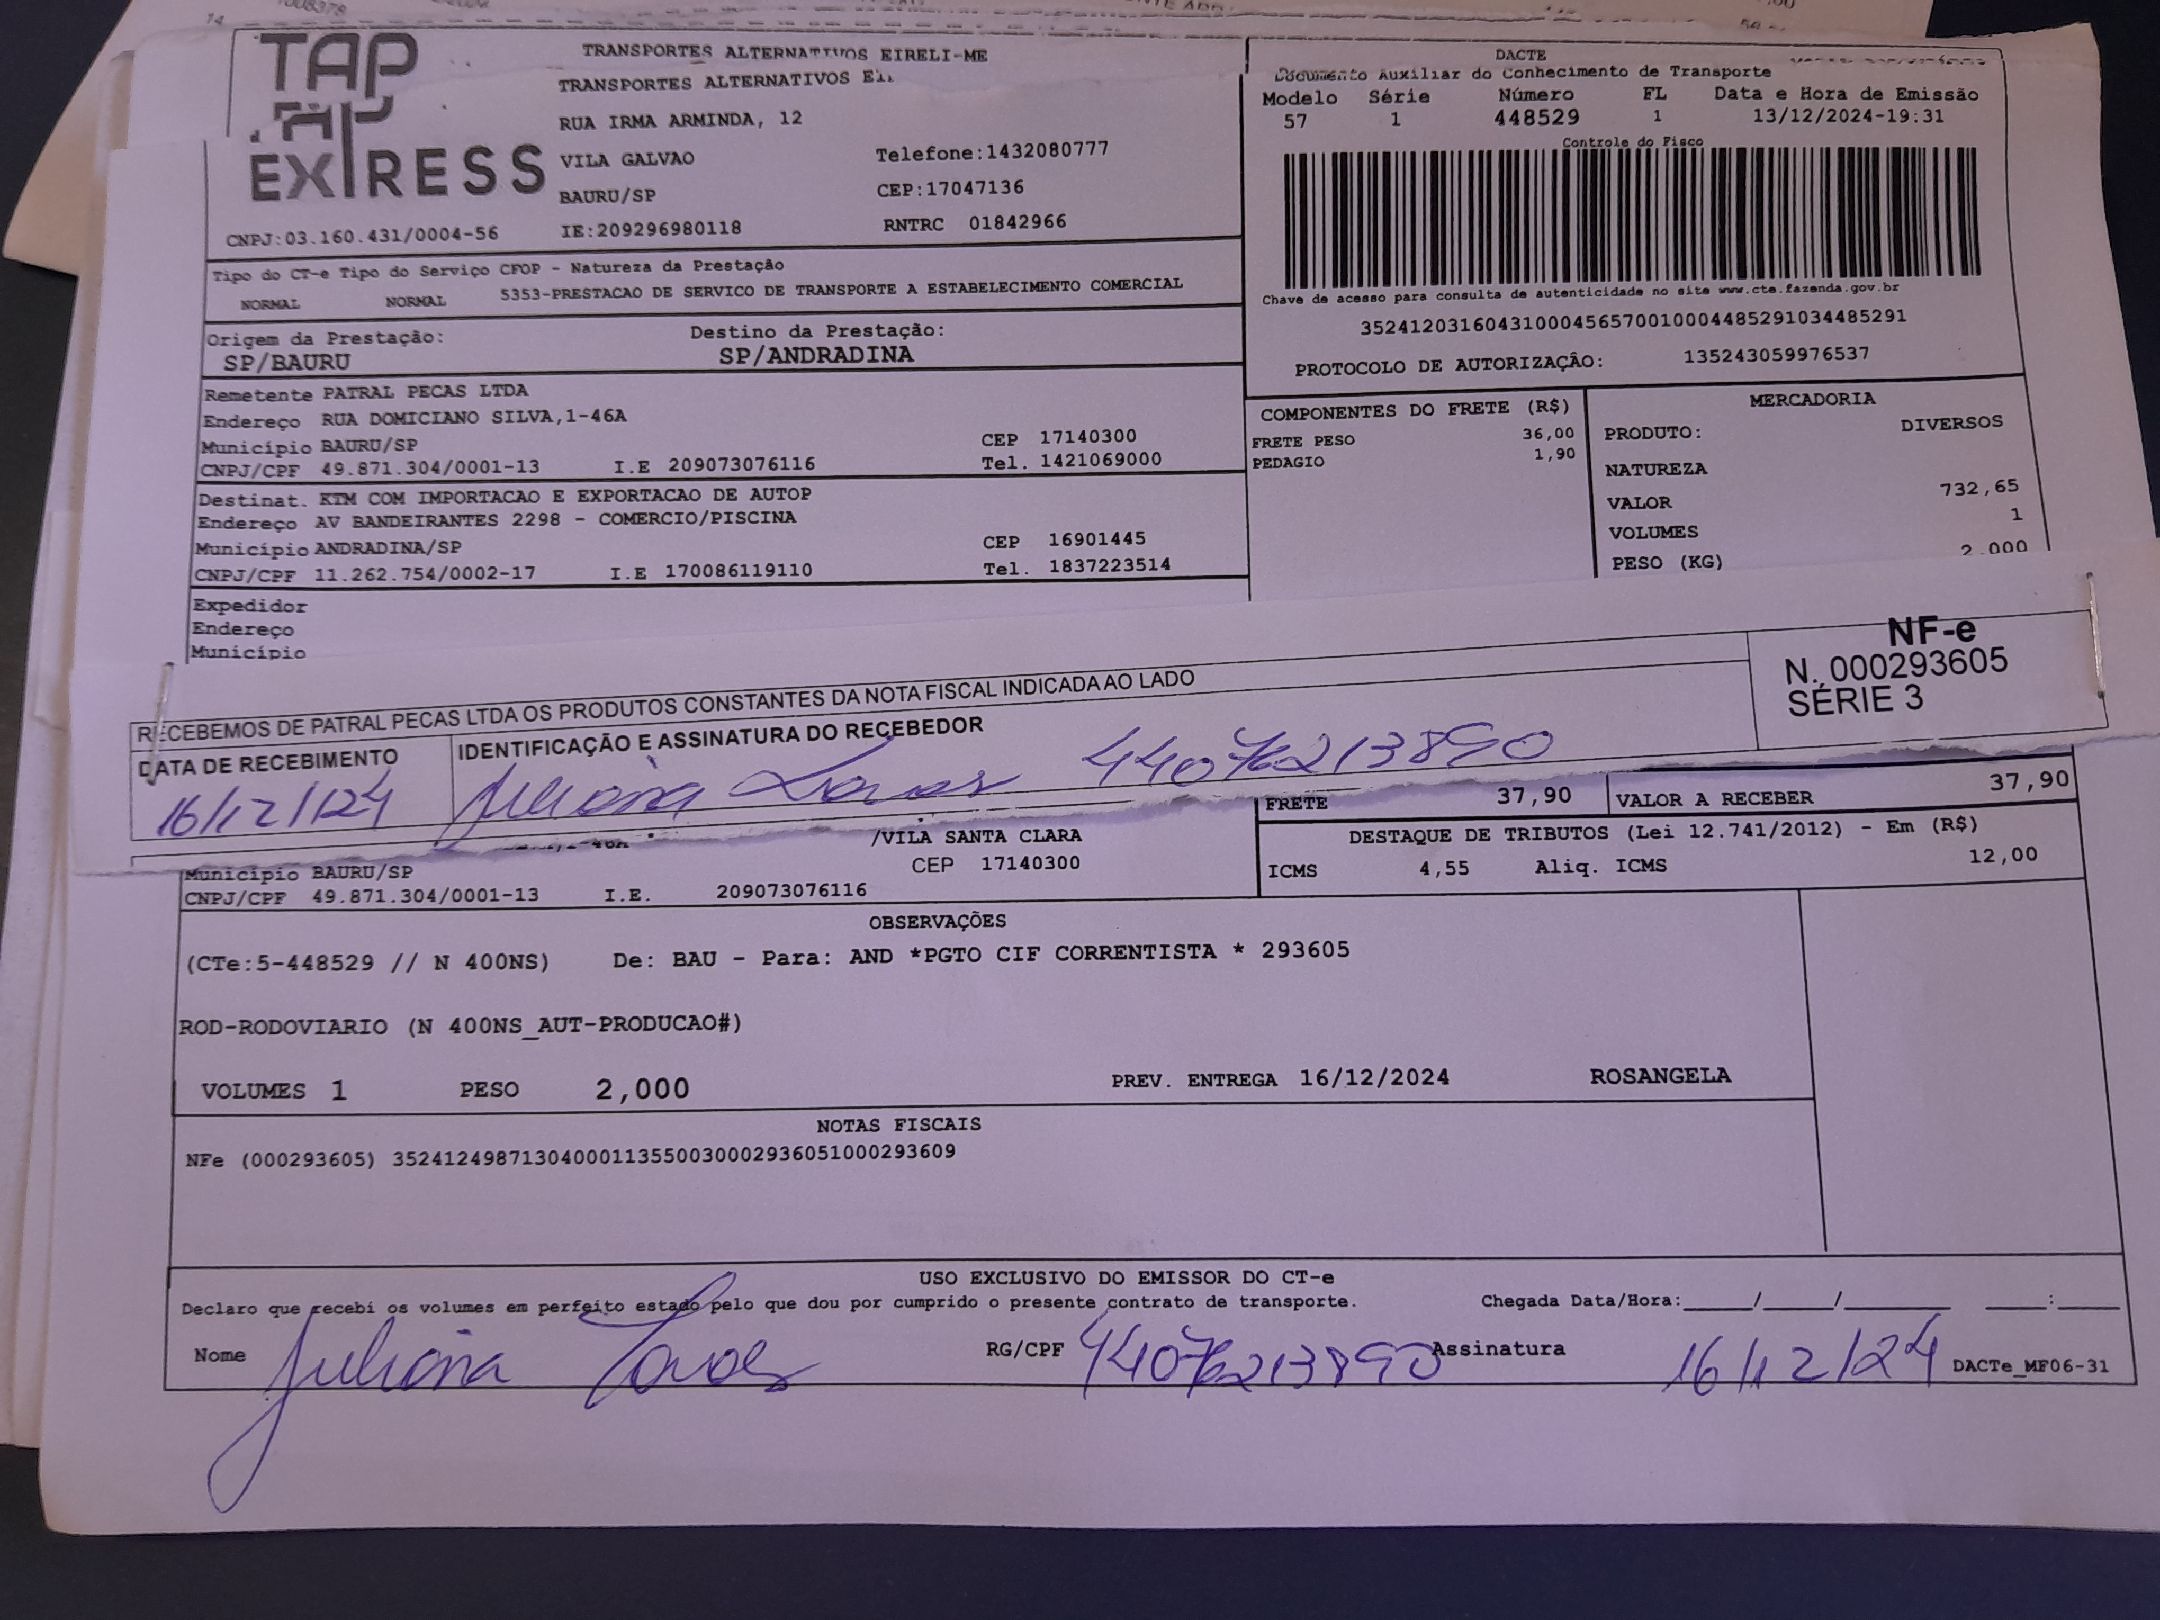 TAP
EXPRESS
TRANSPORTES ALTERNATIVOS EIRELI-ME
TRANSPORTES ALTERNATIVOS
RUA IRMA ARMINDA, 12
VILA GALVAO Telefone:1432080777
BAURU/SP CEP:17047136
CNPJ:03.160.431/0004-56 IE:209296980118 RNTRC 01842966
DACTE
Documento Auxiliar do Conhecimento de Transporte
Modelo Série Número FL Data e Hora de Emissão
57 1 448529 1 13/12/2024-19:31
Controle do Fisco
Chave de acesso para consulta de autenticidade no site www.cte.fazenda.gov.br
35241203160431000456570010004485291034485291
PROTOCOLO DE AUTORIZAÇÃO: 135243059976537
Tipo do CT-e Tipo do Serviço CFOP - Natureza da Prestação
NORMAL NORMAL 5353-PRESTACAO DE SERVICO DE TRANSPORTE A ESTABELECIMENTO COMERCIAL
Origem da Prestação: Destino da Prestação:
SP/BAURU SP/ANDRADINA
Remetente PATRAL PECAS LTDA
Endereço RUA DOMICIANO SILVA,1-46A
Município BAURU/SP CEP 17140300
CNPJ/CPF 49.871.304/0001-13 I.E 209073076116 Tel. 1421069000
Destinat. KTM COM IMPORTACAO E EXPORTACAO DE AUTOP
Endereço AV BANDEIRANTES 2298 - COMERCIO/PISCINA
Município ANDRADINA/SP CEP 16901445
CNPJ/CPF 11.262.754/0002-17 I.E 170086119110 Tel. 1837223514
Expedidor
Endereço
Município
COMPONENTES DO FRETE (R$)
FRETE PESO 36,00
PEDAGIO 1,90
MERCADORIA
PRODUTO: DIVERSOS
NATUREZA
VALOR 732,65
VOLUMES 1
PESO (KG) 2.000
RECEBEMOS DE PATRAL PECAS LTDA OS PRODUTOS CONSTANTES DA NOTA FISCAL INDICADA AO LADO
NF-e
N. 000293605
SÉRIE 3
DATA DE RECEBIMENTO IDENTIFICAÇÃO E ASSINATURA DO RECEBEDOR
16/12/124 Juliana 44076213890
FRETE 37,90 VALOR A RECEBER 37,90
/VILA SANTA CLARA
Município BAURU/SP CEP 17140300
CNPJ/CPF 49.871.304/0001-13 I.E. 209073076116
DESTAQUE DE TRIBUTOS (Lei 12.741/2012) - Em (R$)
ICMS 4,55 Aliq. ICMS 12,00
OBSERVAÇÕES
(CTe:5-448529 // N 400NS) De: BAU - Para: AND *PGTO CIF CORRENTISTA * 293605
ROD-RODOVIARIO (N 400NS_AUT-PRODUCAO#)
VOLUMES 1 PESO 2,000 PREV. ENTREGA 16/12/2024 ROSANGELA
NOTAS FISCAIS
NFe (000293605) 35241249871304000113550030002936051000293609
USO EXCLUSIVO DO EMISSOR DO CT-e
Declaro que recebi os volumes em perfeito estado pelo que dou por cumprido o presente contrato de transporte. Chegada Data/Hora:____/____/______ ____:____
Nome Juliana RG/CPF 44076213890 Assinatura 16/12/24 DACTe_MF06-31